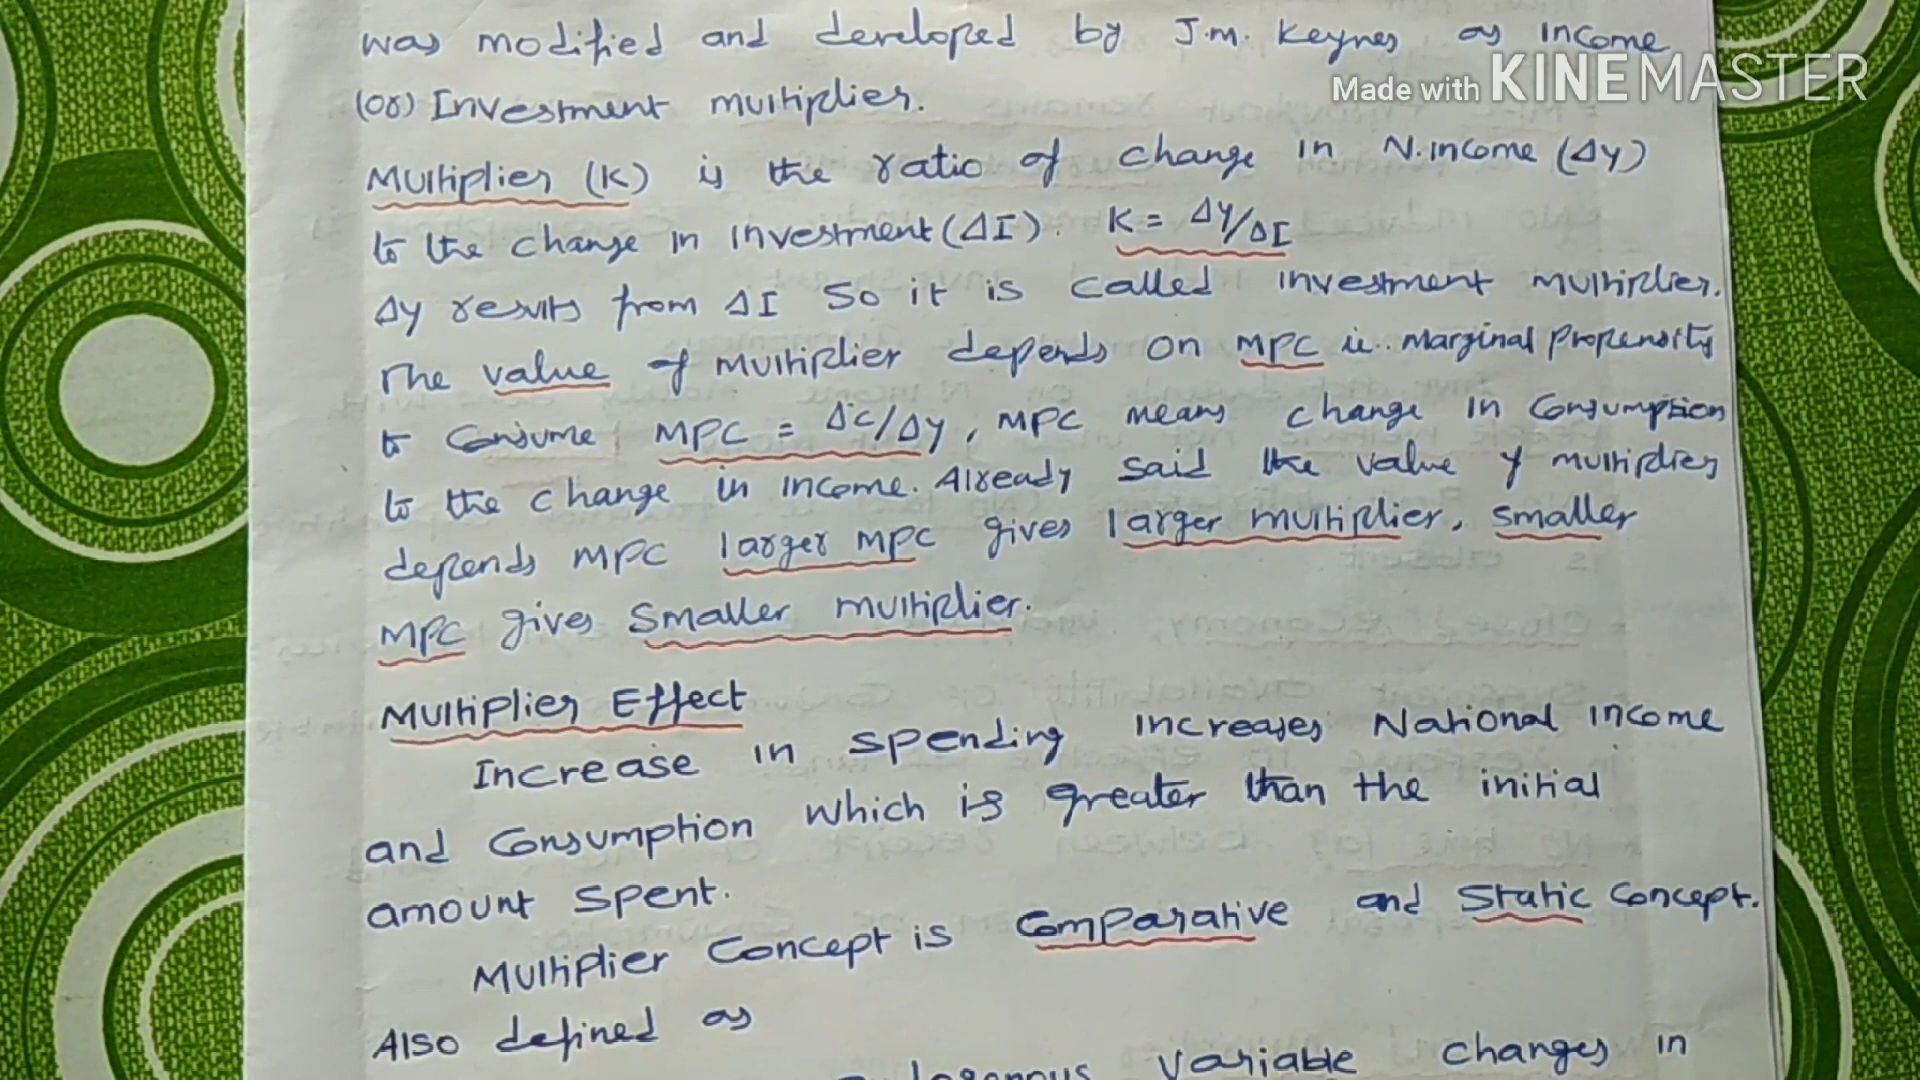 was modified and developed by J.M. Keynes as Income
Made with KINEMASTER
(or) Investment multiplier.
Multiplier (K) is the ratio of change in N.income (Δy)
to the change in investment (ΔI). K = Δy/ΔI
Δy results from ΔI so it is called investment multiplier.
The value of multiplier depends on MPC ie.. Marginal Propensity
to consume MPC = Δc/Δy, MPC means change in consumption
to the change in income. Already said the value of multiplier
depends MPC larger MPC gives larger multiplier, smaller
MPC gives smaller multiplier.
Multiplier Effect
Increase in spending increases National income
and consumption which is greater than the initial
amount spent.
Multiplier concept is comparative and static concept.
Also defined as
variable changes in